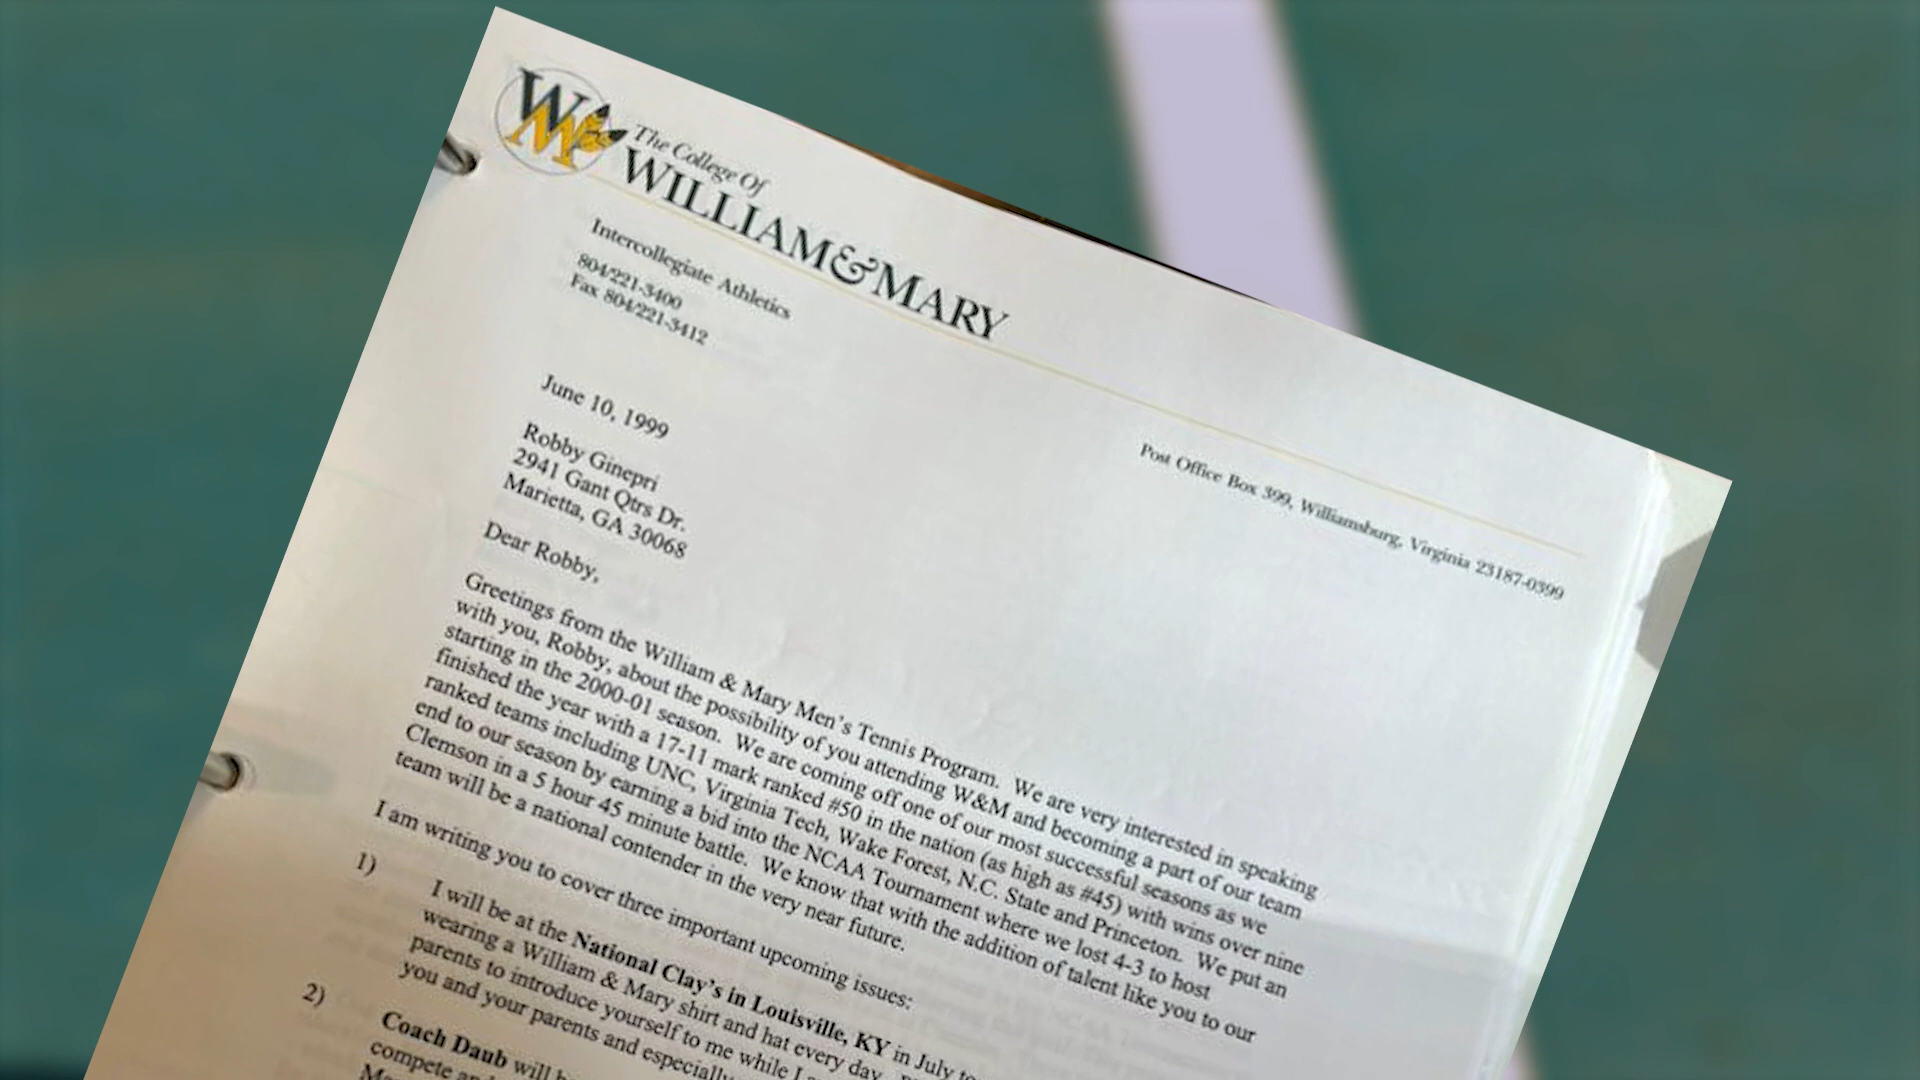 WM
The College Of
WILLIAM & MARY
Intercollegiate Athletics
804/221-3400
Fax 804/221-3412
Post Office Box 399, Williamsburg, Virginia 23187-0399
June 10, 1999
Robby Ginepri
2941 Gant Qtrs Dr.
Marietta, GA 30068
Dear Robby,
Greetings from the William & Mary Men's Tennis Program. We are very interested in speaking
with you, Robby, about the possibility of you attending W&M and becoming a part of our team
starting in the 2000-01 season. We are coming off one of our most successful seasons as we
finished the year with a 17-11 mark ranked #50 in the nation (as high as #45) with wins over nine
ranked teams including UNC, Virginia Tech, Wake Forest, N.C. State and Princeton. We put an
end to our season by earning a bid into the NCAA Tournament where we lost 4-3 to host
Clemson in a 5 hour 45 minute battle. We know that with the addition of talent like you to our
team will be a national contender in the very near future.
I am writing you to cover three important upcoming issues:
1) I will be at the National Clay's in Louisville, KY in July to
wearing a William & Mary shirt and hat every day.
parents to introduce yourself to me while I
you and your parents and especially
2) Coach Daub will
compete